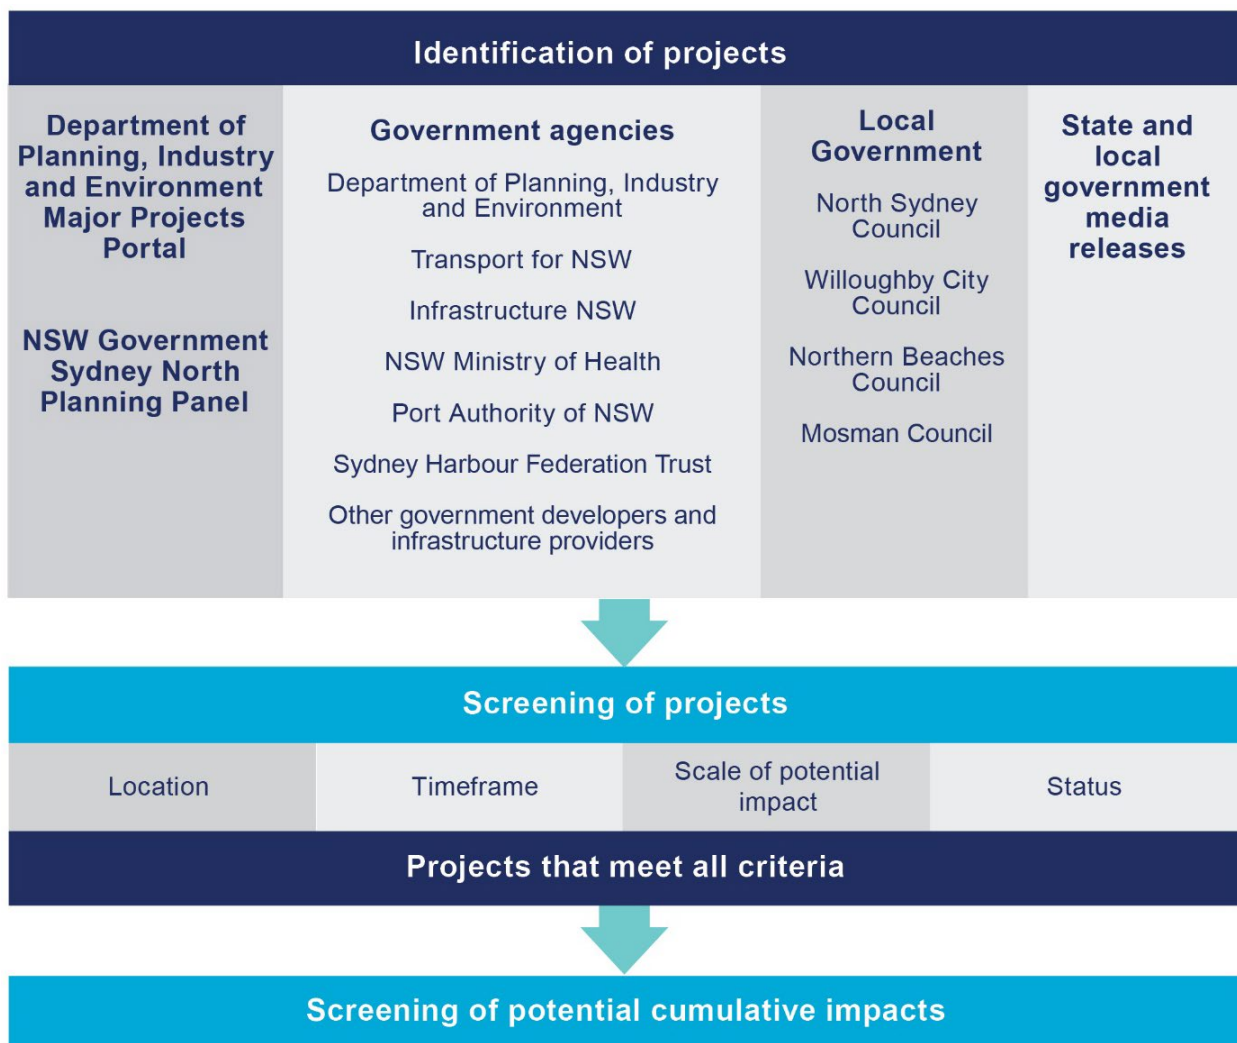 Identification of projects
Department of
Planning, Industry
and Environment
Major Projects
Portal
NSW Government
Sydney North
Planning Panel
Government agencies
Department of Planning, Industry
and Environment
Transport for NSW
Infrastructure NSW
NSW Ministry of Health
Port Authority of NSW
Sydney Harbour Federation Trust
Other government developers and
infrastructure providers
Local
Government
North Sydney
Council
Willoughby City
Council
Northern Beaches
Council
Mosman Council
State and
local
government
media
releases
Screening of projects
Location
Timeframe
Scale of potential
impact
Status
Projects that meet all criteria
Screening of potential cumulative impacts